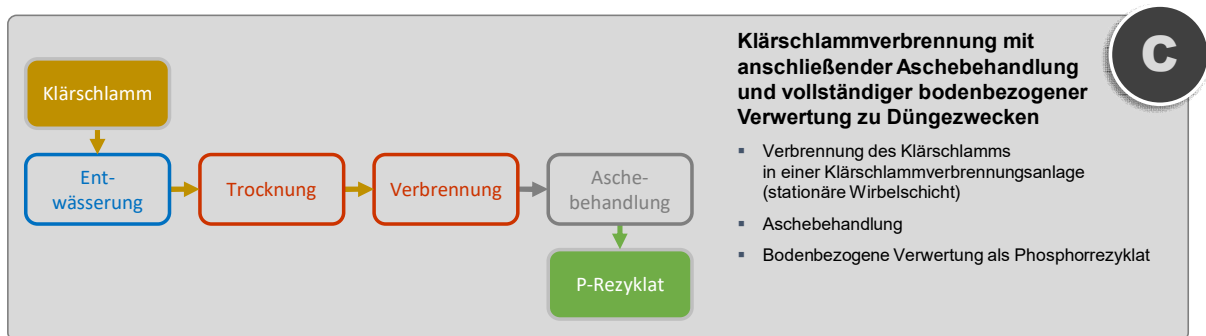 Klärschlamm
Ent-
wässerung
Trocknung
Verbrennung
Asche-
behandlung
P-Rezyklat
Klärschlammverbrennung mit
anschließender Aschebehandlung
und vollständiger bodenbezogener
Verwertung zu Düngezwecken
C
▪ Verbrennung des Klärschlamms
in einer Klärschlammverbrennungsanlage
(stationäre Wirbelschicht)
▪ Aschebehandlung
▪ Bodenbezogene Verwertung als Phosphorrezyklat